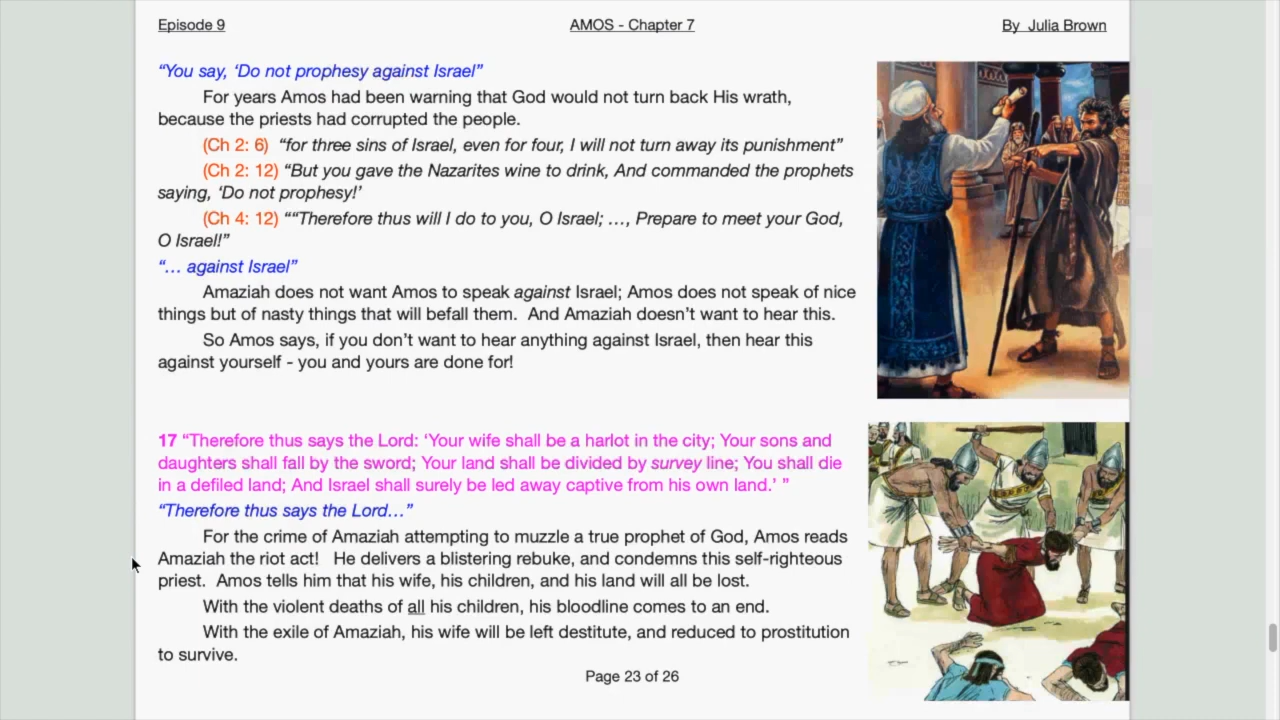 Episode 9 AMOS - Chapter 7 By Julia Brown
“You say, ‘Do not prophesy against Israel”
For years Amos had been warning that God would not turn back His wrath,
because the priests had corrupted the people.
(Ch 2: 6) “for three sins of Israel, even for four, I will not turn away its punishment”
(Ch 2: 12) “But you gave the Nazarites wine to drink, And commanded the prophets
saying, ‘Do not prophesy!’
(Ch 4: 12) ““Therefore thus will I do to you, O Israel; …, Prepare to meet your God,
O Israel!”
“… against Israel”
Amaziah does not want Amos to speak against Israel; Amos does not speak of nice
things but of nasty things that will befall them. And Amaziah doesn’t want to hear this.
So Amos says, if you don’t want to hear anything against Israel, then hear this
against yourself - you and yours are done for!
17 “Therefore thus says the Lord: ‘Your wife shall be a harlot in the city; Your sons and
daughters shall fall by the sword; Your land shall be divided by survey line; You shall die
in a defiled land; And Israel shall surely be led away captive from his own land.’ ”
“Therefore thus says the Lord…”
For the crime of Amaziah attempting to muzzle a true prophet of God, Amos reads
Amaziah the riot act! He delivers a blistering rebuke, and condemns this self-righteous
priest. Amos tells him that his wife, his children, and his land will all be lost.
With the violent deaths of all his children, his bloodline comes to an end.
With the exile of Amaziah, his wife will be left destitute, and reduced to prostitution
to survive.
Page 23 of 26